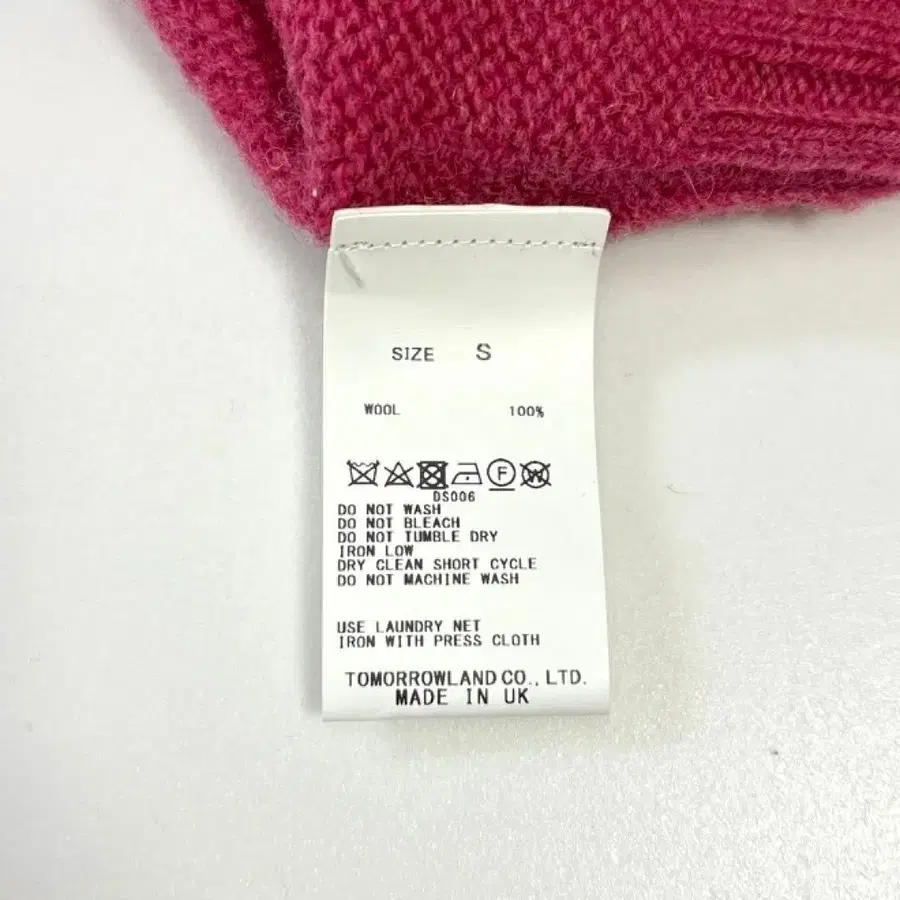 SIZE S
WOOL 100%
F W
DS006
DO NOT WASH
DO NOT BLEACH
DO NOT TUMBLE DRY
IRON LOW
DRY CLEAN SHORT CYCLE
DO NOT MACHINE WASH
USE LAUNDRY NET
IRON WITH PRESS CLOTH
TOMORROWLAND CO., LTD.
MADE IN UK